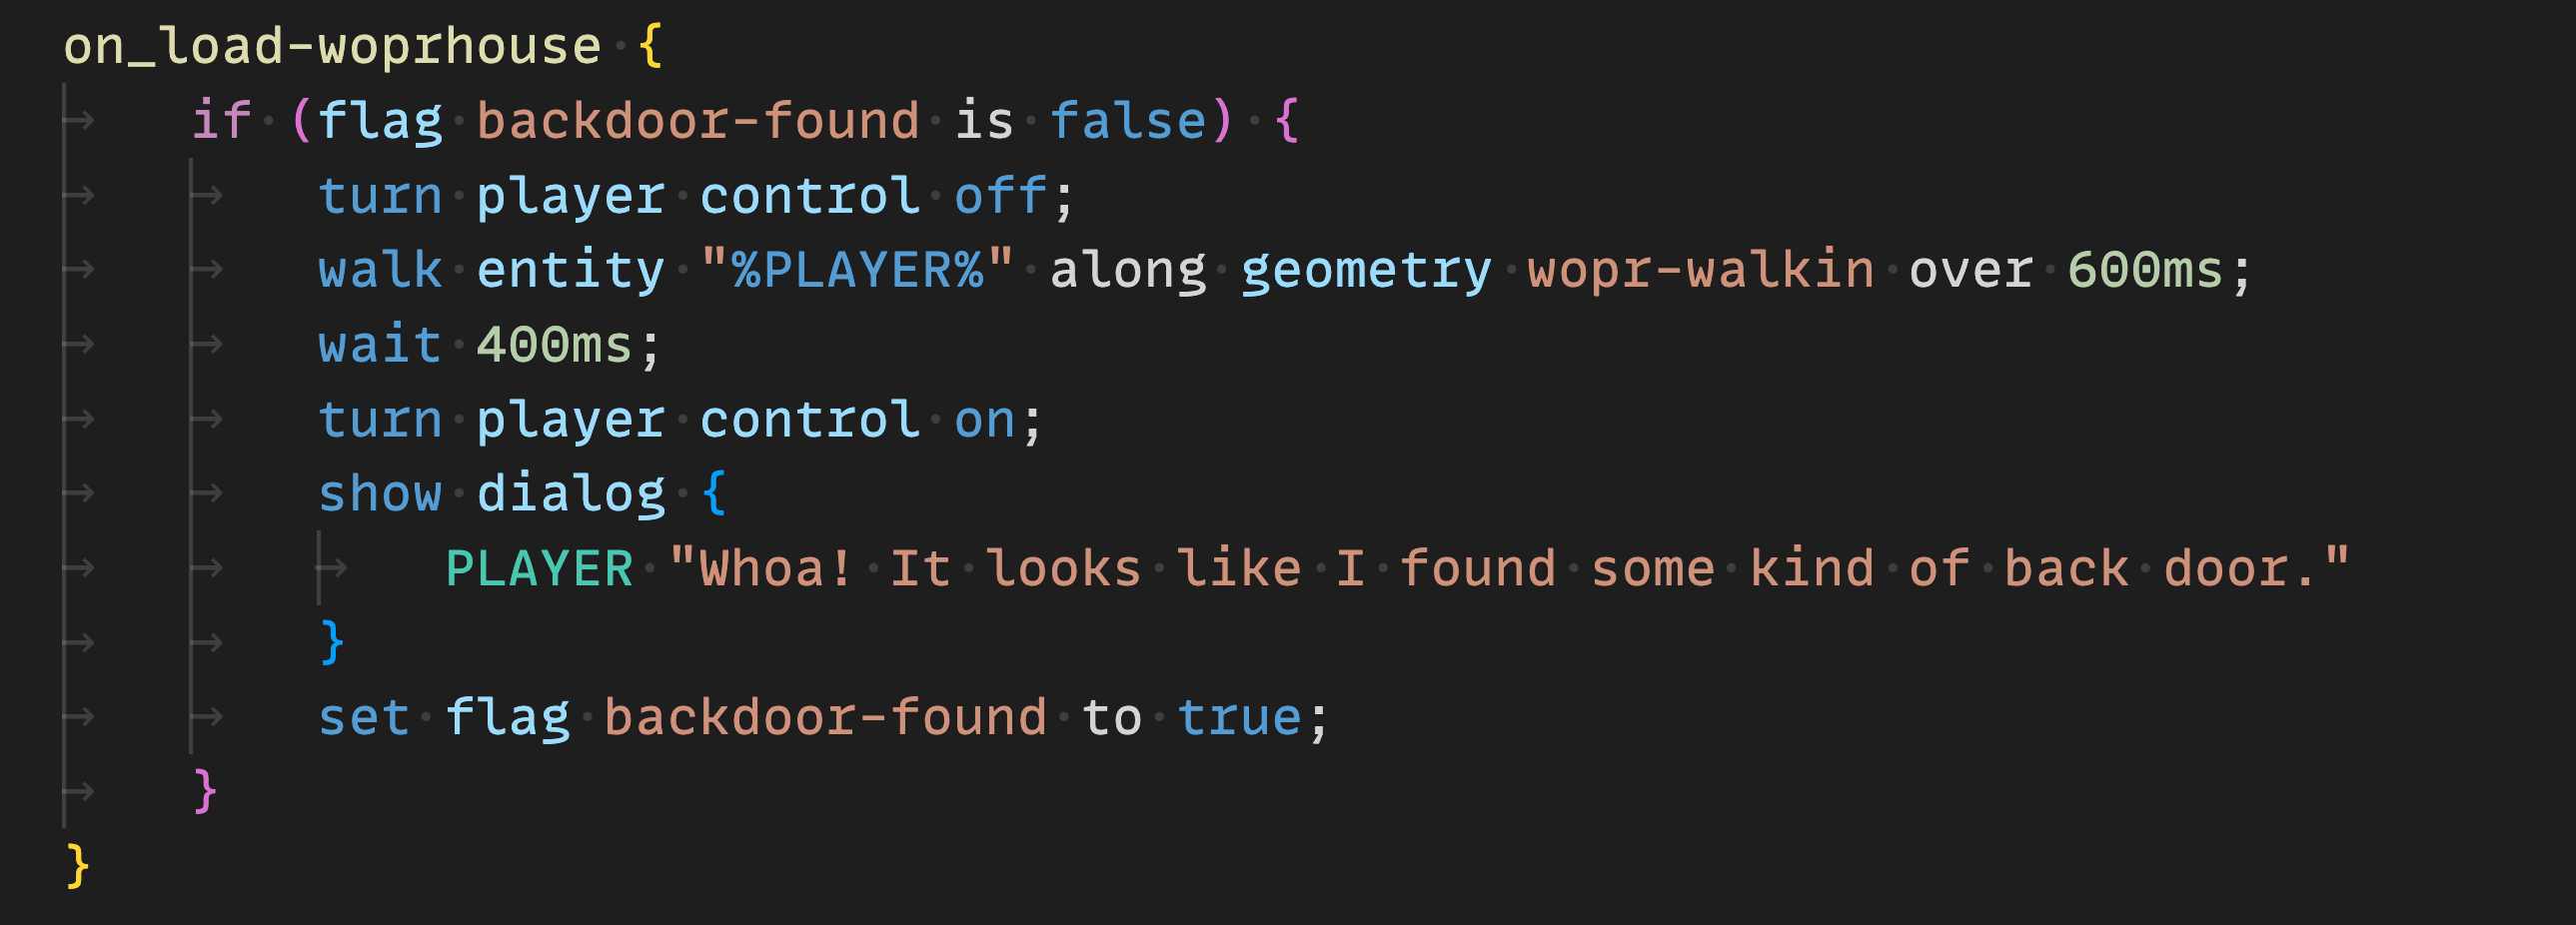 on_load-woprhouse {
if (flag backdoor-found is false) {
turn player control off;
walk entity "%PLAYER%" along geometry wopr-walkin over 600ms;
wait 400ms;
turn player control on;
show dialog {
PLAYER "Whoa! It looks like I found some kind of back door."
}
set flag backdoor-found to true;
}
}